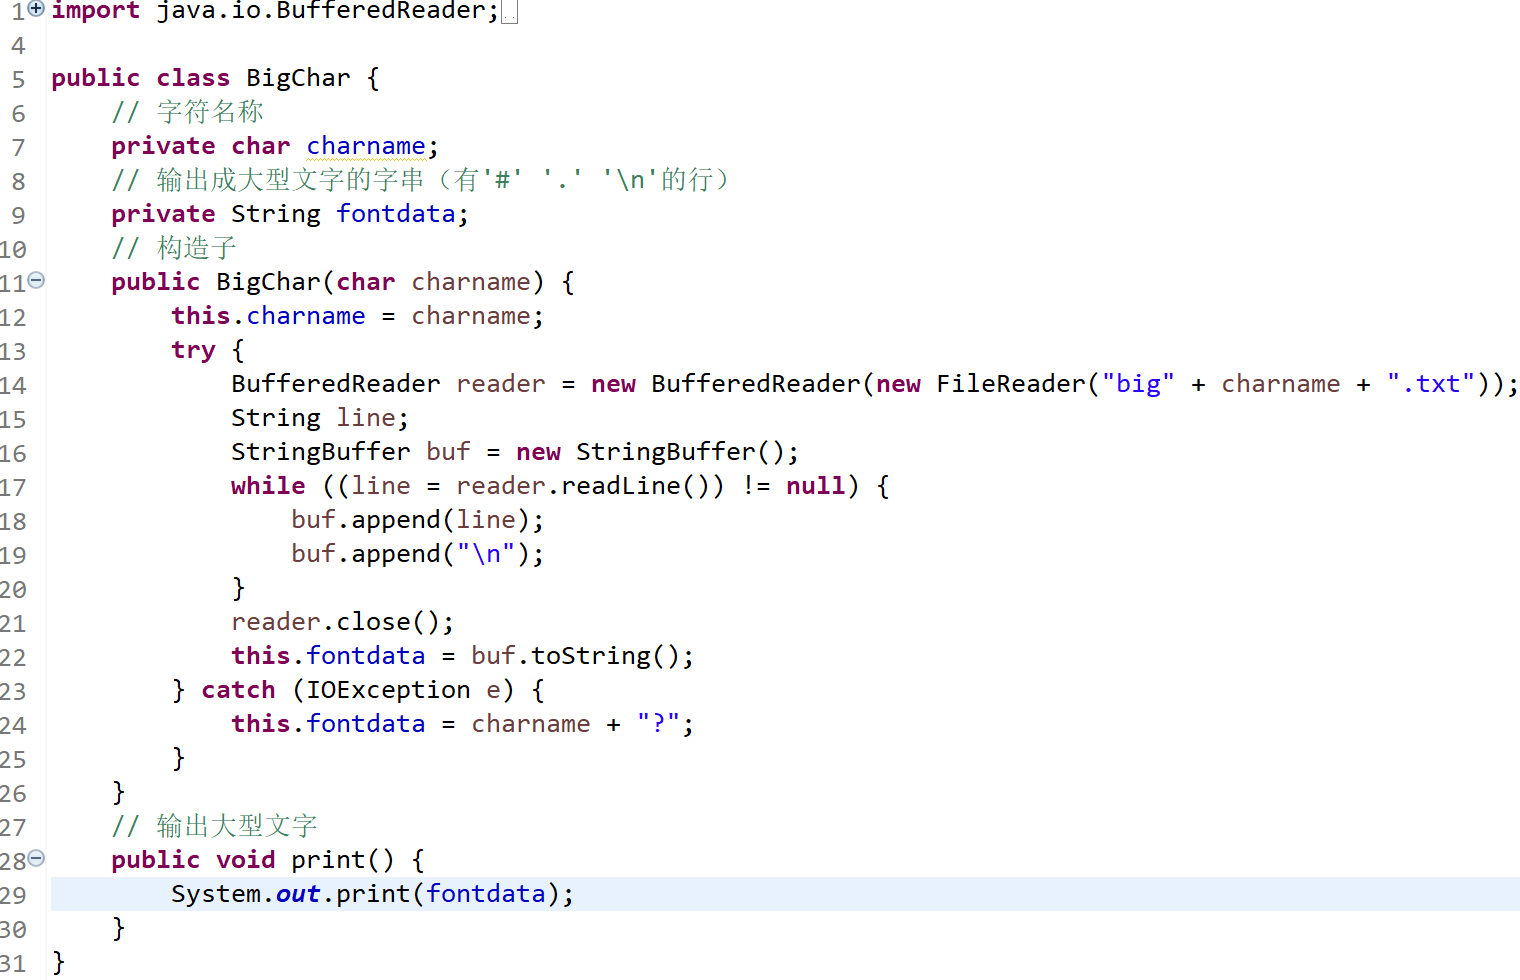 1 import java.io.BufferedReader;
4
5 public class BigChar {
6     // 字符名称
7     private char charname;
8     // 输出成大型文字的字串（有'#' '.' '\n'的行）
9     private String fontdata;
10     // 构造子
11     public BigChar(char charname) {
12         this.charname = charname;
13         try {
14             BufferedReader reader = new BufferedReader(new FileReader("big" + charname + ".txt"));
15             String line;
16             StringBuffer buf = new StringBuffer();
17             while ((line = reader.readLine()) != null) {
18                 buf.append(line);
19                 buf.append("\n");
20             }
21             reader.close();
22             this.fontdata = buf.toString();
23         } catch (IOException e) {
24             this.fontdata = charname + "?";
25         }
26     }
27     // 输出大型文字
28     public void print() {
29         System.out.print(fontdata);
30     }
31 }